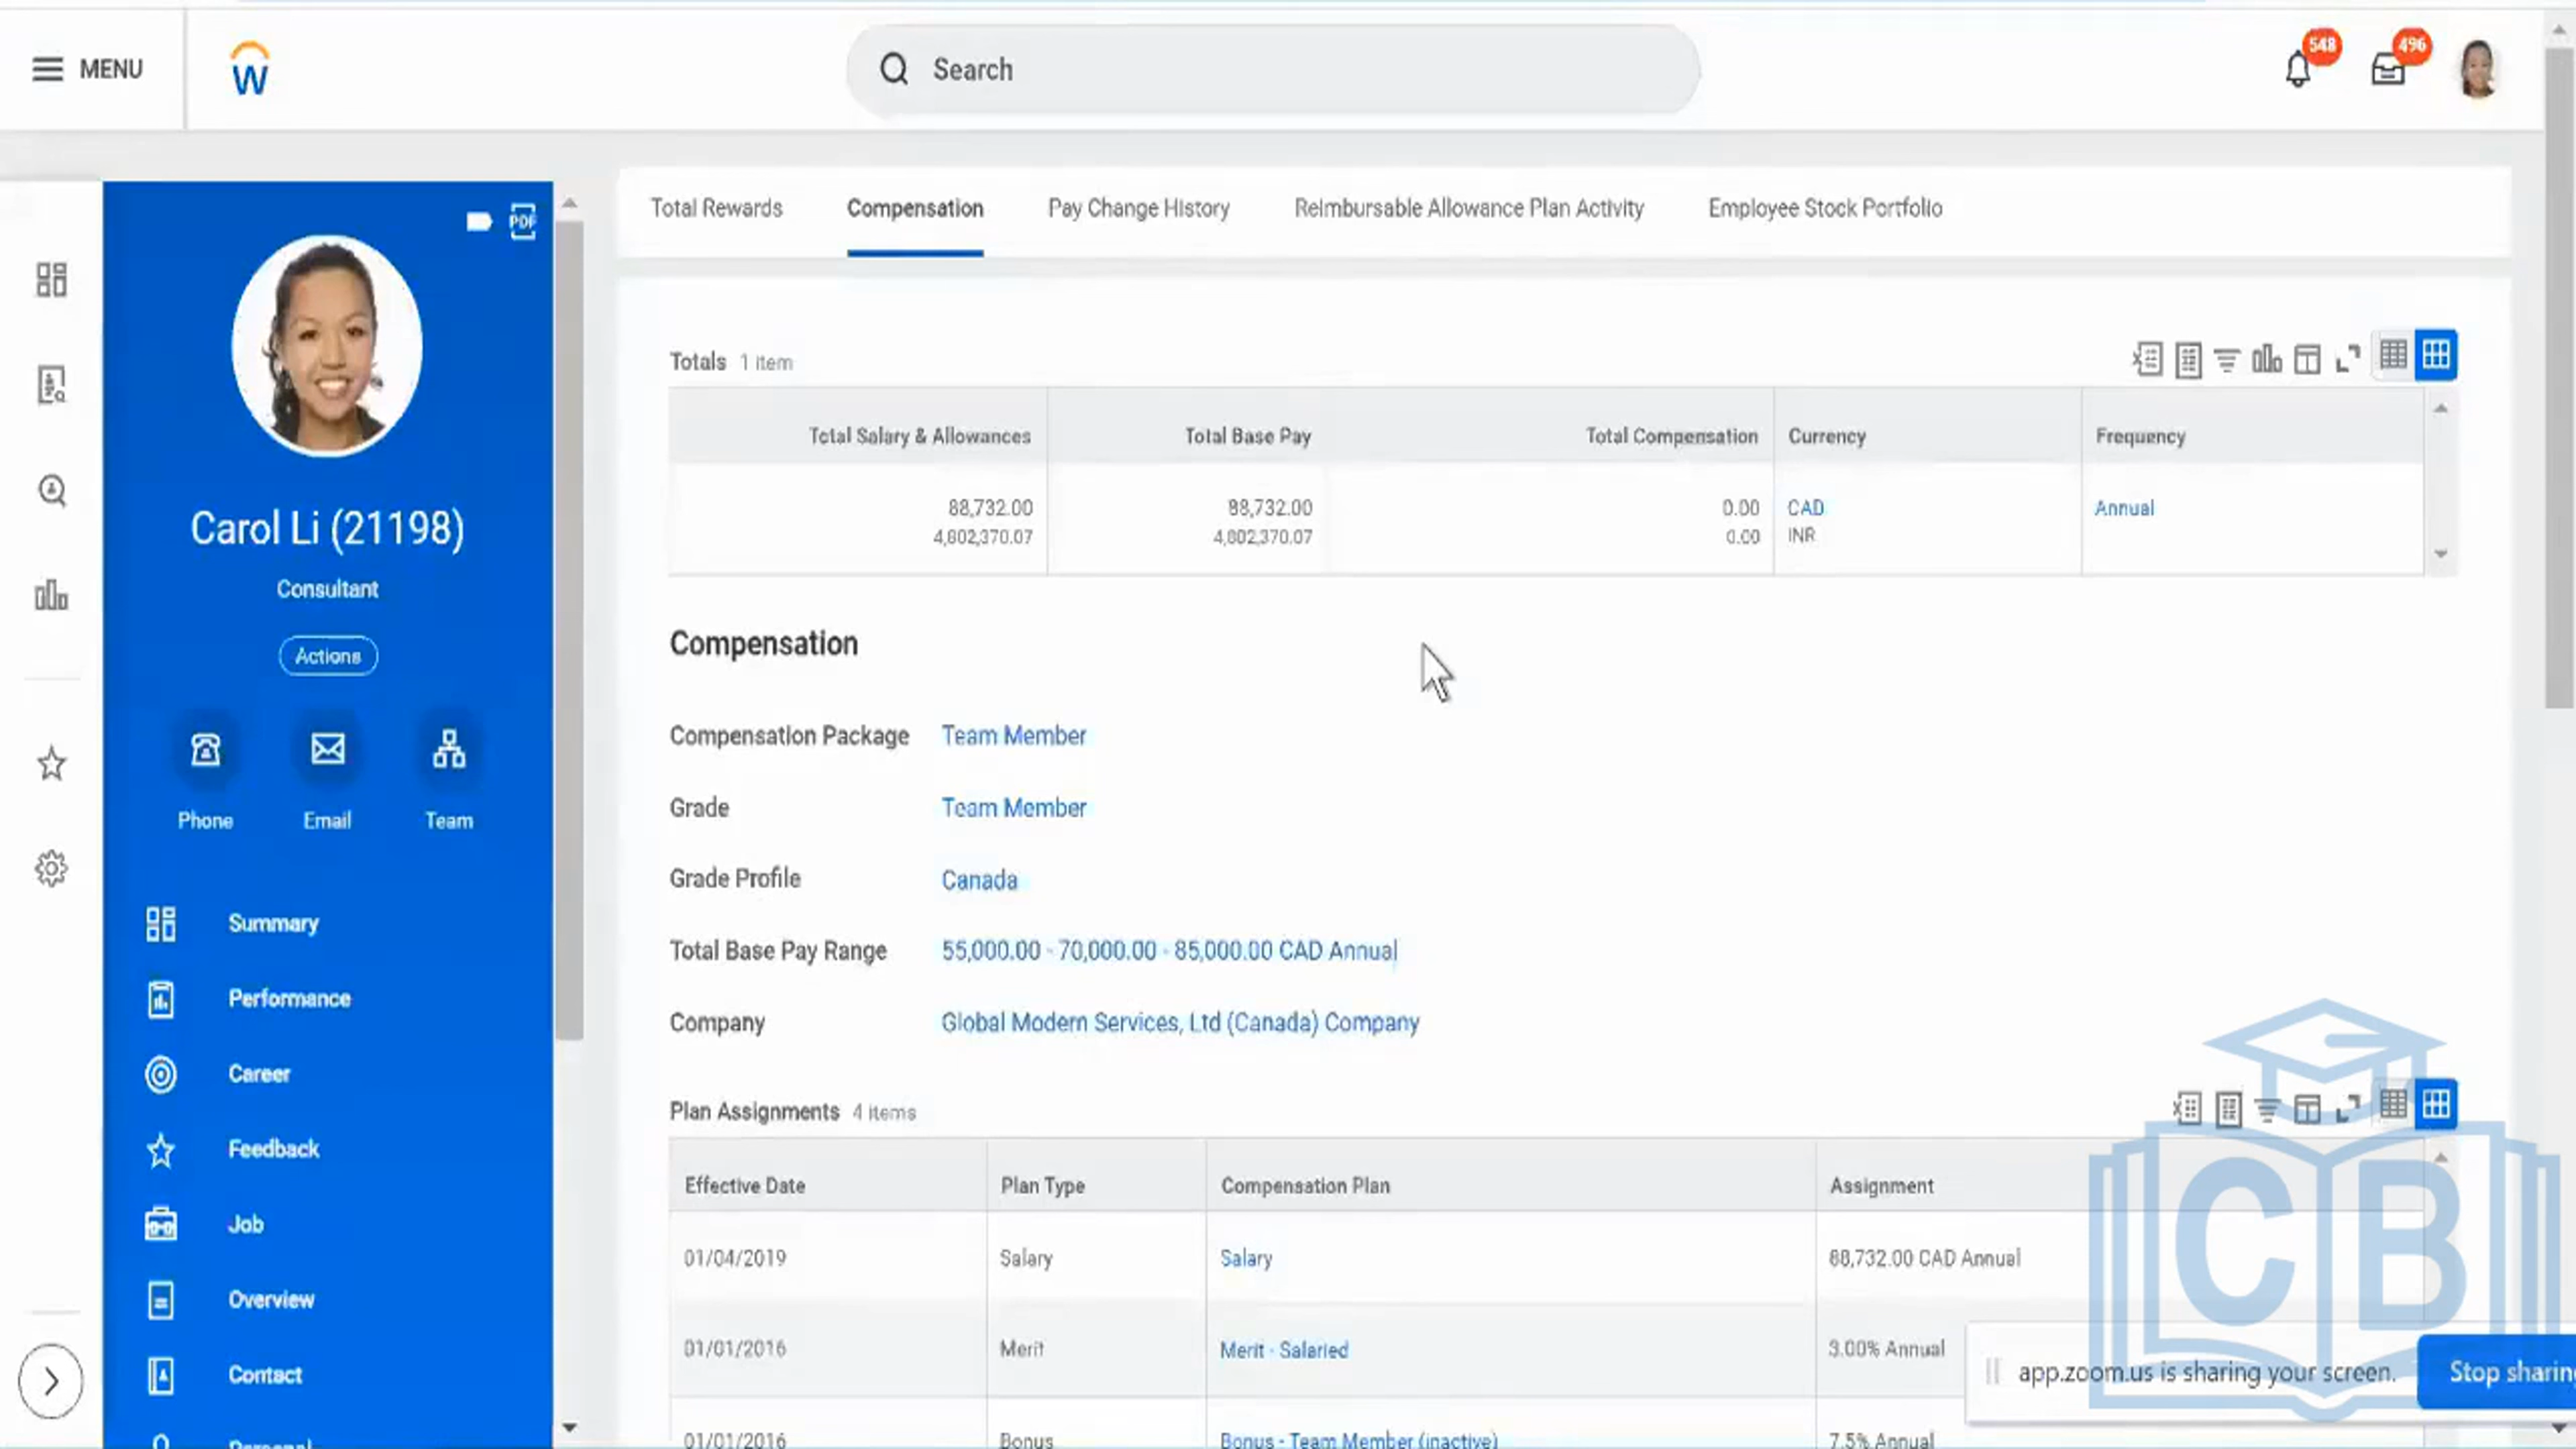 MENU
W
Search
548
496
PDF
Carol Li (21198)
Consultant
Actions
Phone
Email
Team
Summary
Performance
Career
Feedback
Job
Overview
Contact
Personal
Total Rewards
Compensation
Pay Change History
Reimbursable Allowance Plan Activity
Employee Stock Portfolio
Totals 1 item
Total Salary & Allowances Total Base Pay Total Compensation Currency Frequency
88,732.00 88,732.00 0.00 CAD Annual
4,802,370.07 4,802,370.07 0.00 INR
Compensation
Compensation Package Team Member
Grade Team Member
Grade Profile Canada
Total Base Pay Range 55,000.00 - 70,000.00 - 85,000.00 CAD Annual
Company Global Modern Services, Ltd (Canada) Company
Plan Assignments 4 items
Effective Date Plan Type Compensation Plan Assignment
01/04/2019 Salary Salary 88,732.00 CAD Annual
01/01/2016 Merit Merit - Salaried 3.00% Annual
01/01/2016 Bonus Bonus - Team Member (inactive) 7.5% Annual
CB
app.zoom.us is sharing your screen.
Stop sharing